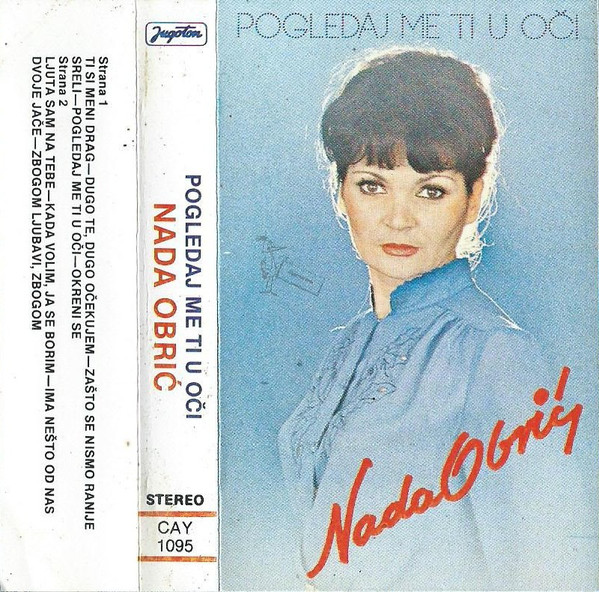 Strana 1
TI SI MENI DRAG—DUGO TE, DUGO OČEKUJEM—ZAŠTO SE NISMO RANIJE
SRELI—POGLEDAJ ME TI U OČI—OKRENI SE
Strana 2
LJUTA SAM NA TEBE—KADA VOLIM, JA SE BORIM—IMA NEŠTO OD NAS
DVOJE JAČE—ZBOGOM LJUBAVI, ZBOGOM
Jugoton
POGLEDAJ ME TI U OČI
NADA OBRIĆ
STEREO
CAY
1095
POGLEDAJ ME TI U OČI
Nada Obrić